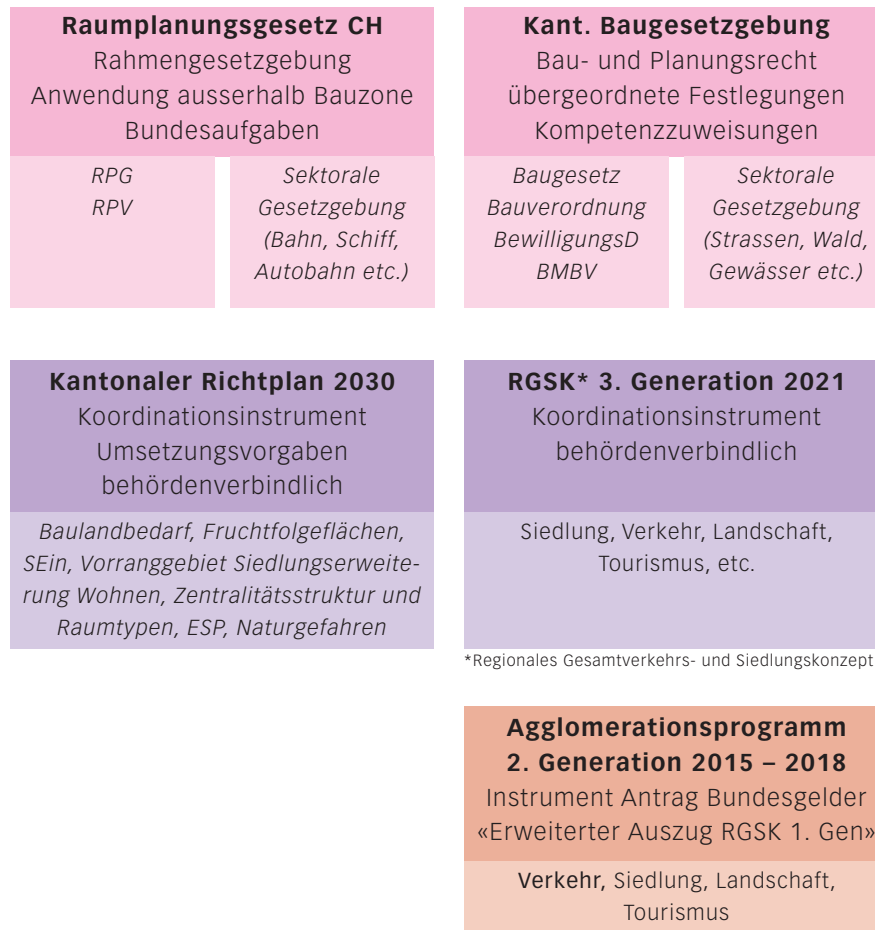 Raumplanungsgesetz CH
Rahmengesetzgebung
Anwendung ausserhalb Bauzone
Bundesaufgaben
RPG
RPV
Sektorale
Gesetzgebung
(Bahn, Schiff,
Autobahn etc.)
Kant. Baugesetzgebung
Bau- und Planungsrecht
übergeordnete Festlegungen
Kompetenzzuweisungen
Baugesetz
Bauverordnung
BewilligungsD
BMBV
Sektorale
Gesetzgebung
(Strassen, Wald,
Gewässer etc.)
Kantonaler Richtplan 2030
Koordinationsinstrument
Umsetzungsvorgaben
behördenverbindlich
Baulandbedarf, Fruchtfolgeflächen,
SEin, Vorranggebiet Siedlungserweite-
rung Wohnen, Zentralitätsstruktur und
Raumtypen, ESP, Naturgefahren
RGSK* 3. Generation 2021
Koordinationsinstrument
behördenverbindlich
Siedlung, Verkehr, Landschaft,
Tourismus, etc.
*Regionales Gesamtverkehrs- und Siedlungskonzept
Agglomerationsprogramm
2. Generation 2015 – 2018
Instrument Antrag Bundesgelder
«Erweiterter Auszug RGSK 1. Gen»
Verkehr, Siedlung, Landschaft,
Tourismus